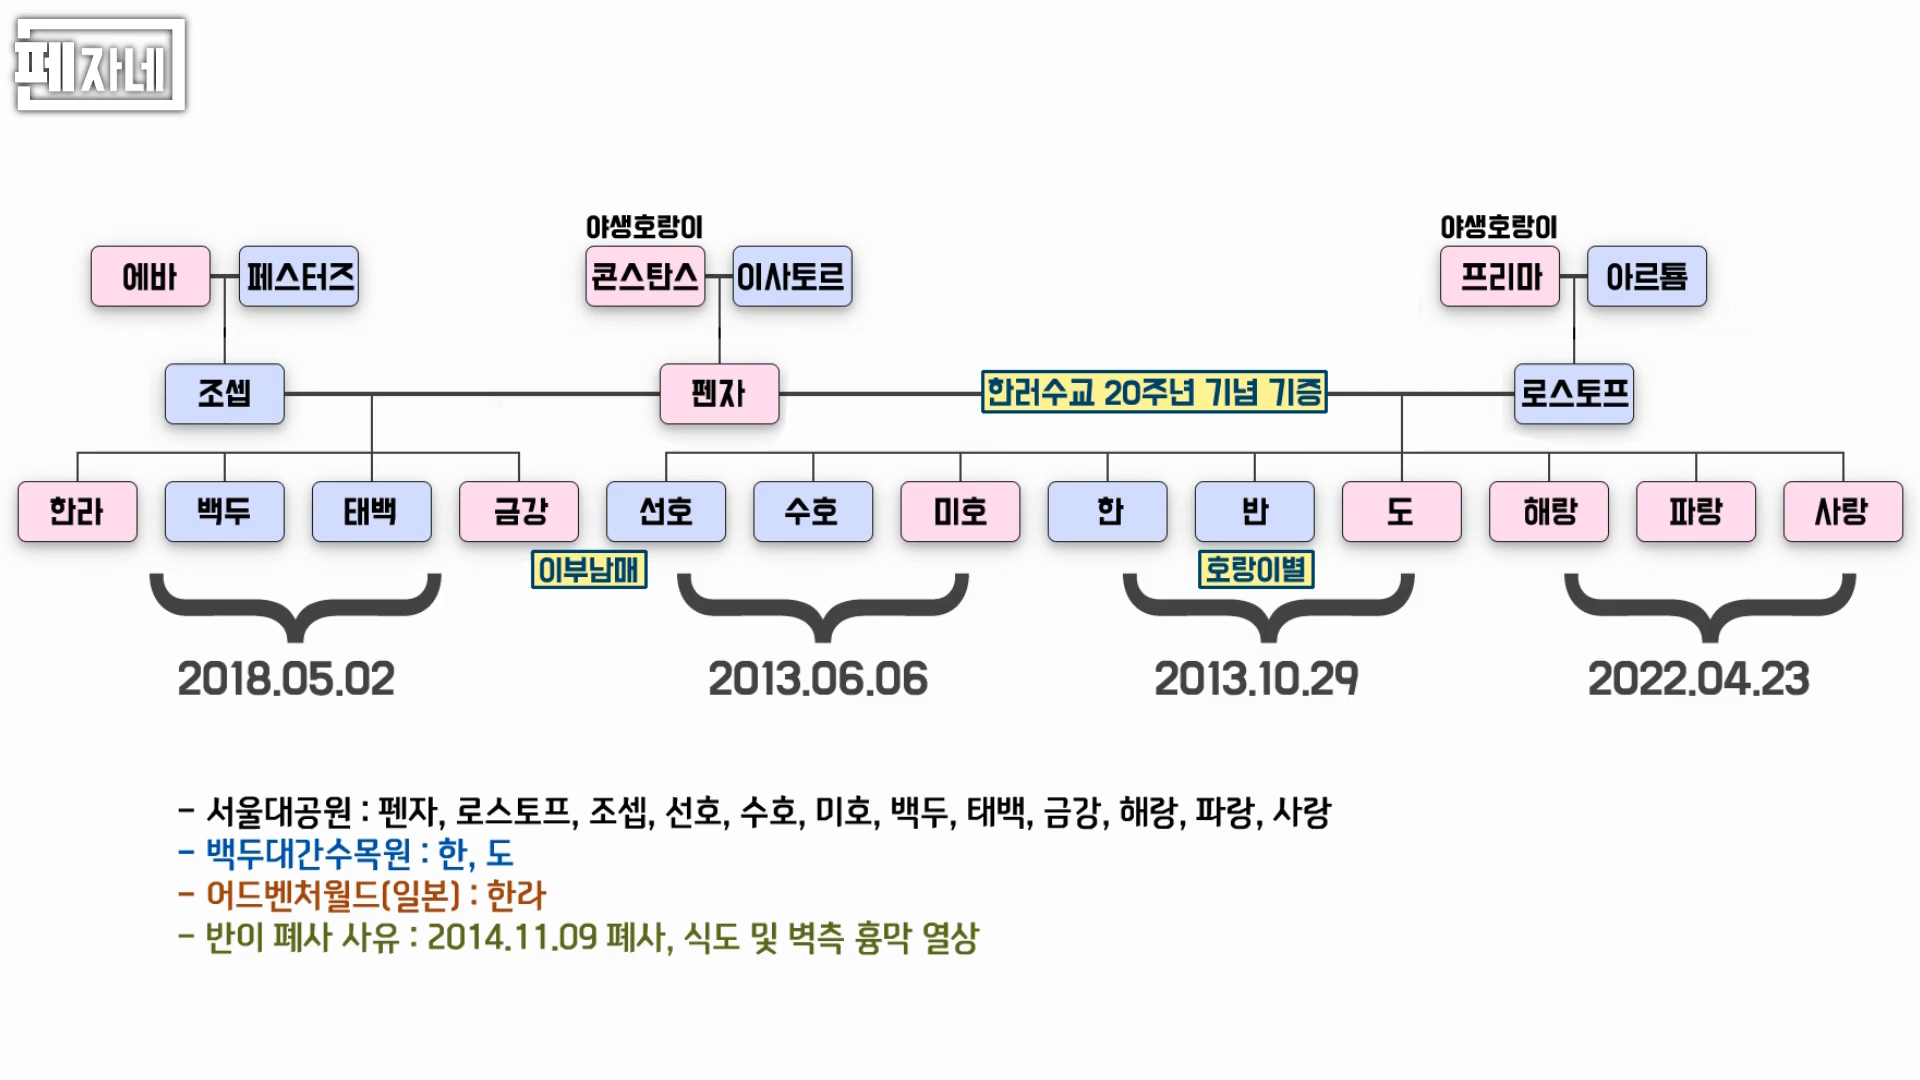 페자네
야생호랑이
야생호랑이
에바
페스터즈
콘스탄스
이사토르
프리마
아르튬
조셉
펜자
한러수교 20주년 기념 기증
로스토프
한라
백두
태백
금강
선호
수호
미호
한
반
도
해랑
파랑
사랑
이부남매
호랑이별
2018.05.02
2013.06.06
2013.10.29
2022.04.23
- 서울대공원 : 펜자, 로스토프, 조셉, 선호, 수호, 미호, 백두, 태백, 금강, 해랑, 파랑, 사랑
- 백두대간수목원 : 한, 도
- 어드벤처월드(일본) : 한라
- 반이 폐사 사유 : 2014.11.09 폐사, 식도 및 벽측 흉막 열상